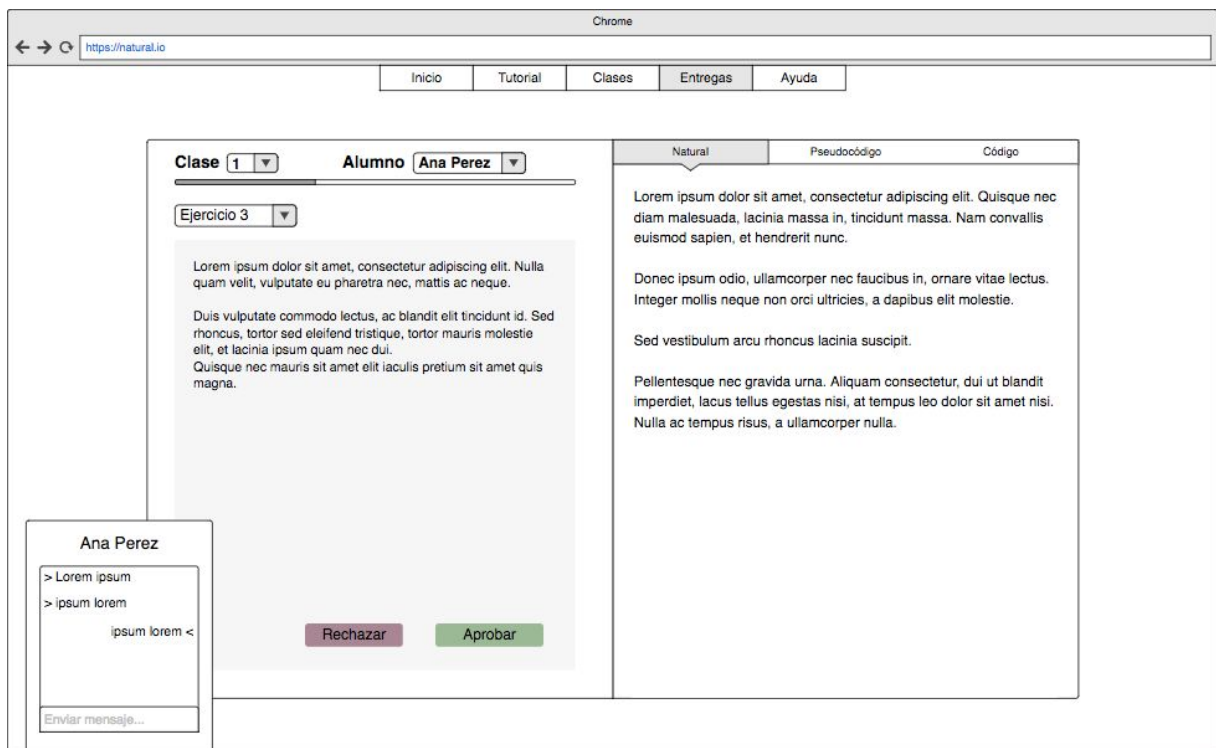 Chrome
https://natural.io
Inicio Tutorial Clases Entregas Ayuda
Clase 1 Alumno Ana Perez
Ejercicio 3
Lorem ipsum dolor sit amet, consectetur adipiscing elit. Nulla
quam velit, vulputate eu pharetra nec, mattis ac neque.
Duis vulputate commodo lectus, ac blandit elit tincidunt id. Sed
rhoncus, tortor sed eleifend tristique, tortor mauris molestie
elit, et lacinia ipsum quam nec dui.
Quisque nec mauris sit amet elit iaculis pretium sit amet quis
magna.
Rechazar Aprobar
Natural Pseudocódigo Código
Lorem ipsum dolor sit amet, consectetur adipiscing elit. Quisque nec
diam malesuada, lacinia massa in, tincidunt massa. Nam convallis
euismod sapien, et hendrerit nunc.
Donec ipsum odio, ullamcorper nec faucibus in, ornare vitae lectus.
Integer mollis neque non orci ultricies, a dapibus elit molestie.
Sed vestibulum arcu rhoncus lacinia suscipit.
Pellentesque nec gravida urna. Aliquam consectetur, dui ut blandit
imperdiet, lacus tellus egestas nisi, at tempus leo dolor sit amet nisi.
Nulla ac tempus risus, a ullamcorper nulla.
Ana Perez
> Lorem ipsum
> ipsum lorem
ipsum lorem <
Enviar mensaje...